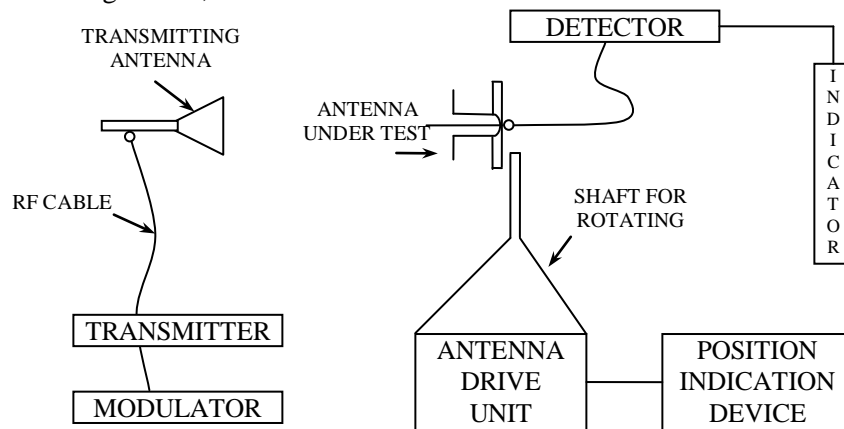 DETECTOR
TRANSMITTING
ANTENNA
INDICATOR
ANTENNA
UNDER TEST
RF CABLE
SHAFT FOR
ROTATING
TRANSMITTER
MODULATOR
ANTENNA
DRIVE
UNIT
POSITION
INDICATION
DEVICE